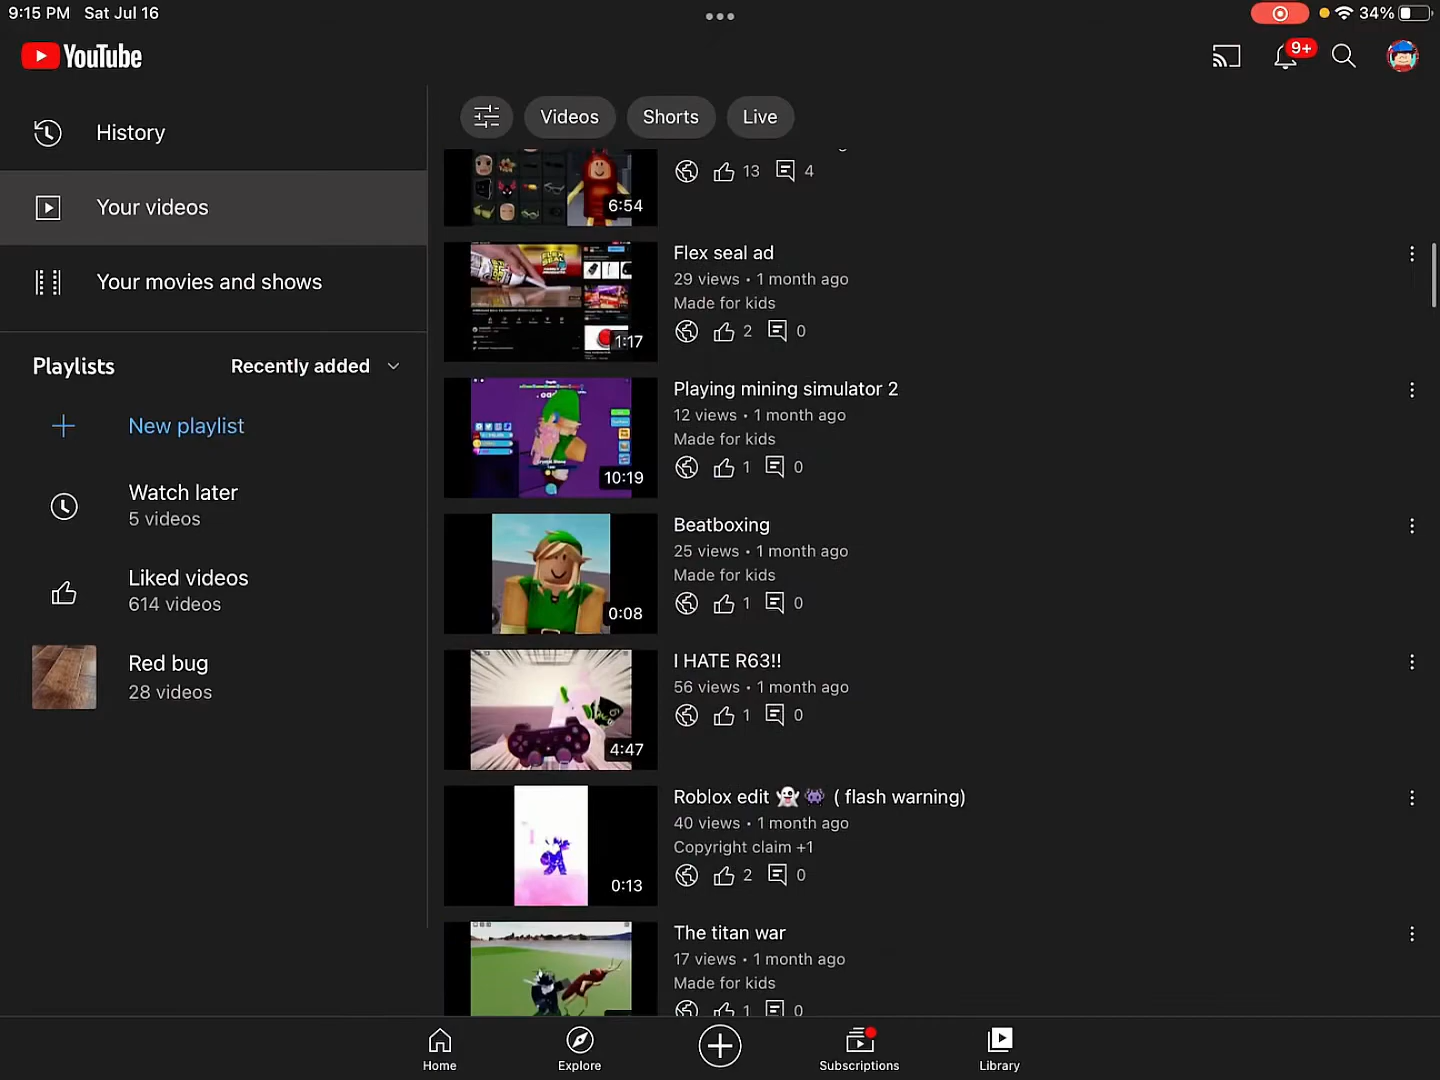 9:15 PM Sat Jul 16
34%
YouTube
9+
History
Your videos
Your movies and shows
Playlists
Recently added
New playlist
Watch later
5 videos
Liked videos
614 videos
Red bug
28 videos
Videos
Shorts
Live
6:54
13
4
1:17
Flex seal ad
29 views • 1 month ago
Made for kids
2
0
10:19
Playing mining simulator 2
12 views • 1 month ago
Made for kids
1
0
0:08
Beatboxing
25 views • 1 month ago
Made for kids
1
0
4:47
I HATE R63!!
56 views • 1 month ago
1
0
0:13
Roblox edit 👻👾 ( flash warning)
40 views • 1 month ago
Copyright claim +1
2
0
The titan war
17 views • 1 month ago
Made for kids
1
0
Home
Explore
Subscriptions
Library